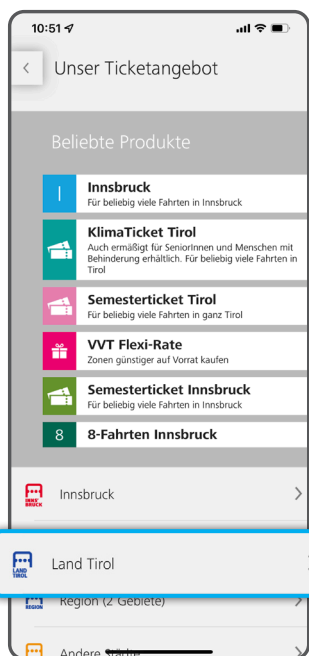 10:51
Unser Ticketangebot
Beliebte Produkte
I Innsbruck
Für beliebig viele Fahrten in Innsbruck
KlimaTicket Tirol
Auch ermäßigt für SeniorInnen und Menschen mit
Behinderung erhältlich. Für beliebig viele Fahrten in
Tirol
Semesterticket Tirol
Für beliebig viele Fahrten in ganz Tirol
VVT Flexi-Rate
Zonen günstiger auf Vorrat kaufen
Semesterticket Innsbruck
Für beliebig viele Fahrten in Innsbruck
8 8-Fahrten Innsbruck
INNS'
BRUCK
Innsbruck
LAND
TIROL
Land Tirol
REGION
Region (2 Gebiete)
Andere Städte